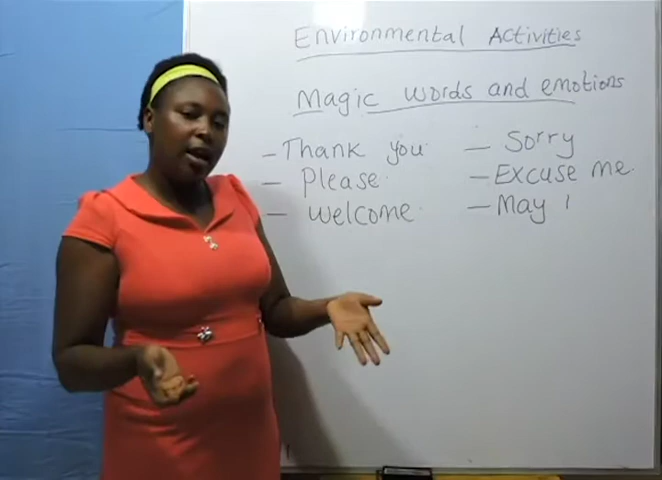 Environmental Activities
Magic words and emotions
- Thank you.
- Please.
- Welcome.
- Sorry
- Excuse me.
- May I